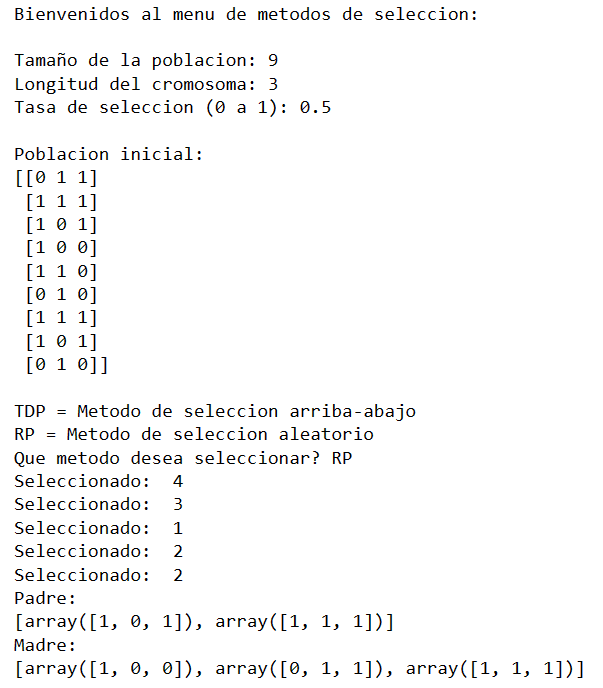 Bienvenidos al menu de metodos de seleccion:
Tamaño de la poblacion: 9
Longitud del cromosoma: 3
Tasa de seleccion (0 a 1): 0.5
Poblacion inicial:
[[0 1 1]
[1 1 1]
[1 0 1]
[1 0 0]
[1 1 0]
[0 1 0]
[1 1 1]
[1 0 1]
[0 1 0]]
TDP = Metodo de seleccion arriba-abajo
RP = Metodo de seleccion aleatorio
Que metodo desea seleccionar? RP
Seleccionado:  4
Seleccionado:  3
Seleccionado:  1
Seleccionado:  2
Seleccionado:  2
Padre:
[array([1, 0, 1]), array([1, 1, 1])]
Madre:
[array([1, 0, 0]), array([0, 1, 1]), array([1, 1, 1])]